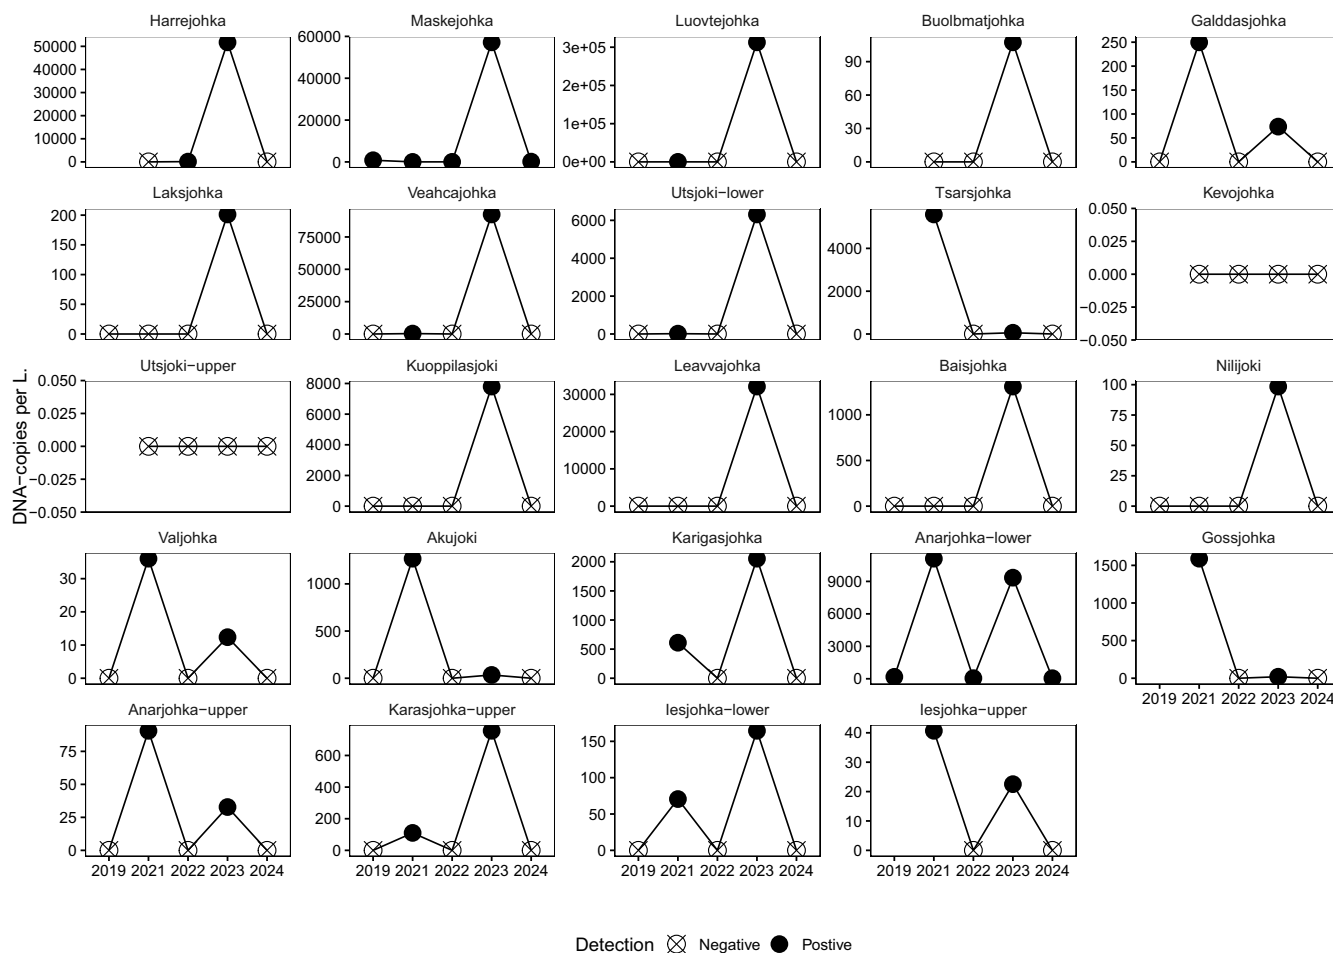 Harrejohka Maskejohka Luovtejohka Buolbmatjohka Galddasjohka
50000 40000 30000 20000 10000 0
60000 40000 20000 0
3e+05 2e+05 1e+05 0e+00
90 60 30 0
250 200 150 100 50 0
Laksjohka Veahcajohka Utsjoki−lower Tsarsjohka Kevojohka
200 150 100 50 0
75000 50000 25000 0
6000 4000 2000 0
4000 2000 0
0.050 0.025 0.000 −0.025 −0.050
Utsjoki−upper Kuoppilasjoki Leavvajohka Baisjohka Nilijoki
0.050 0.025 0.000 −0.025 −0.050
8000 6000 4000 2000 0
30000 20000 10000 0
1000 500 0
100 75 50 25 0
DNA−copies per L.
Valjohka Akujoki Karigasjohka Anarjohka−lower Gossjohka
30 20 10 0
1000 500 0
2000 1500 1000 500 0
9000 6000 3000 0
1500 1000 500 0
2019 2021 2022 2023 2024
Anarjohka−upper Karasjohka−upper Iesjohka−lower Iesjohka−upper
75 50 25 0
600 400 200 0
150 100 50 0
40 30 20 10 0
2019 2021 2022 2023 2024 2019 2021 2022 2023 2024 2019 2021 2022 2023 2024 2019 2021 2022 2023 2024
Detection Negative Postive